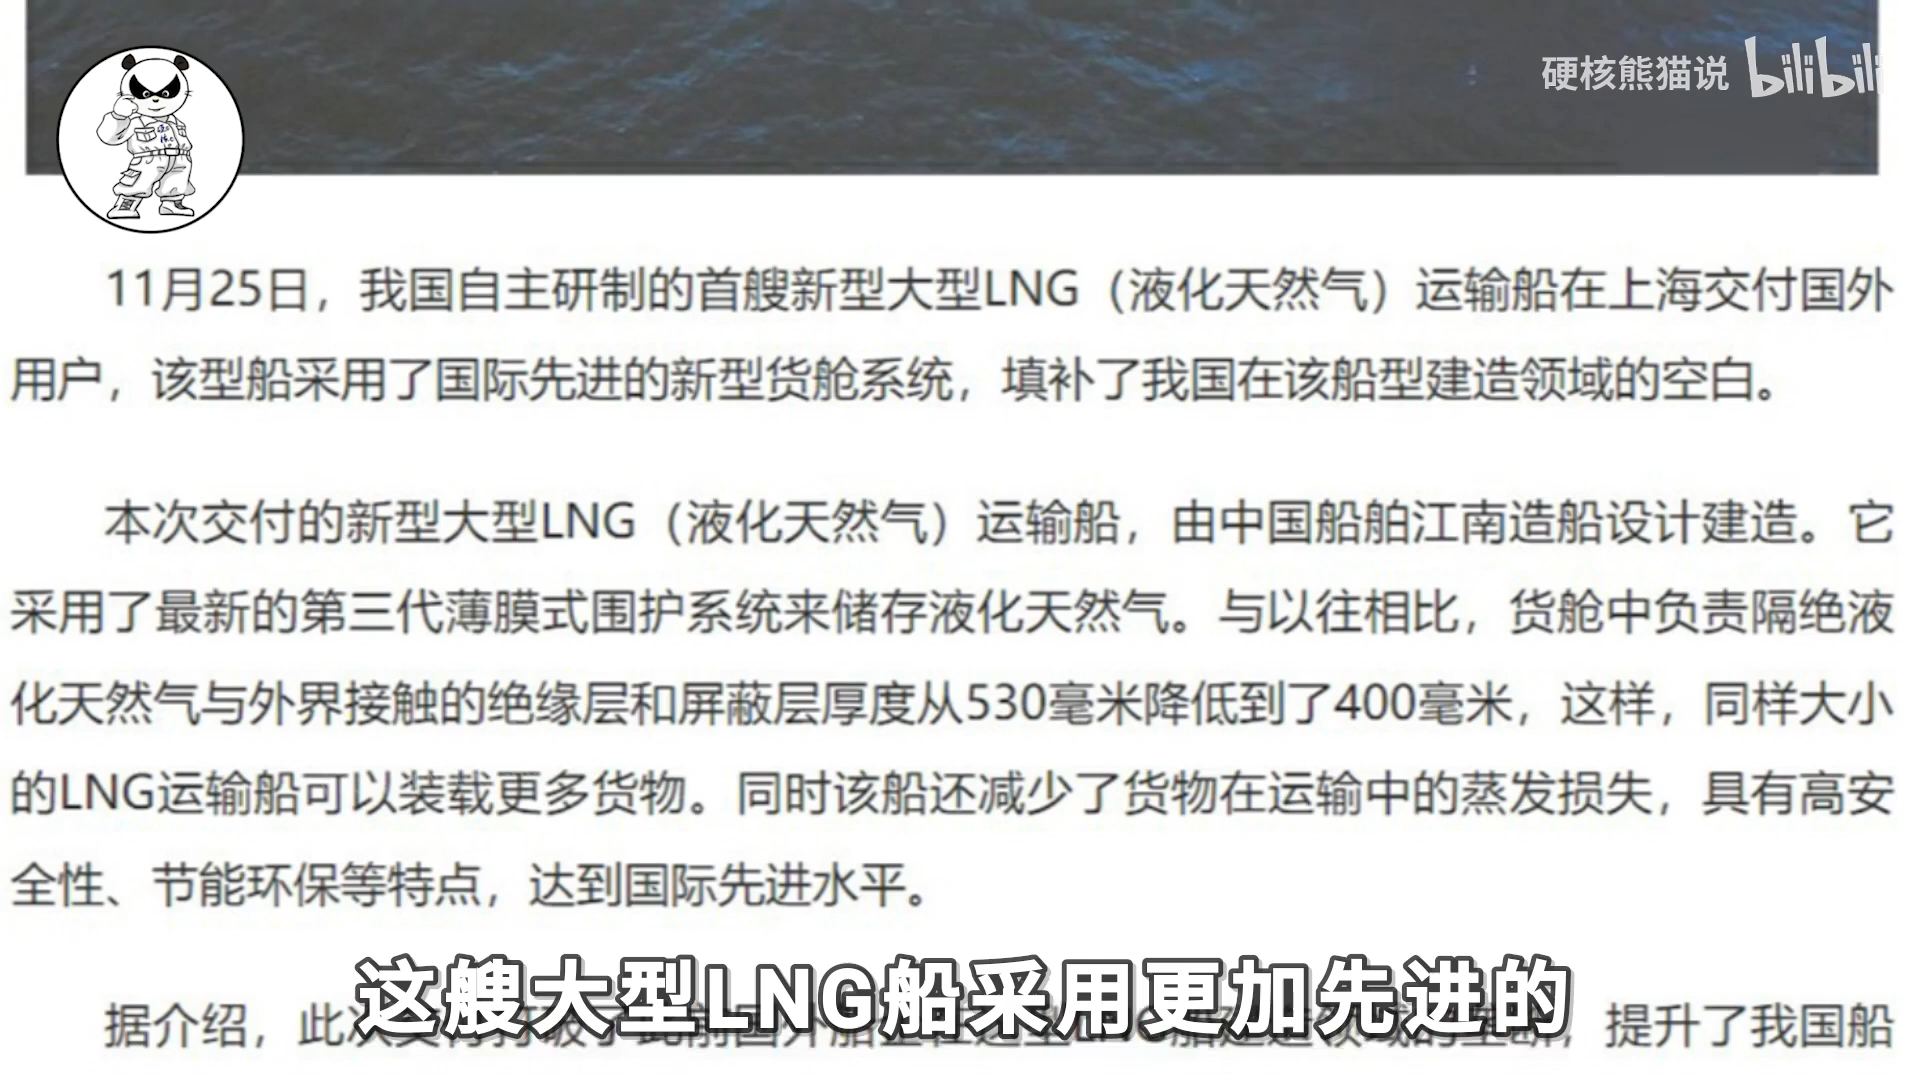 硬核熊猫说 bilibili
11月25日，我国自主研制的首艘新型大型LNG（液化天然气）运输船在上海交付国外
用户，该型船采用了国际先进的新型货舱系统，填补了我国在该船型建造领域的空白。
本次交付的新型大型LNG（液化天然气）运输船，由中国船舶江南造船设计建造。它
采用了最新的第三代薄膜式围护系统来储存液化天然气。与以往相比，货舱中负责隔绝液
化天然气与外界接触的绝缘层和屏蔽层厚度从530毫米降低到了400毫米，这样，同样大小
的LNG运输船可以装载更多货物。同时该船还减少了货物在运输中的蒸发损失，具有高安
全性、节能环保等特点，达到国际先进水平。
这艘大型LNG船采用更加先进的
据介绍，此次 提升了我国船